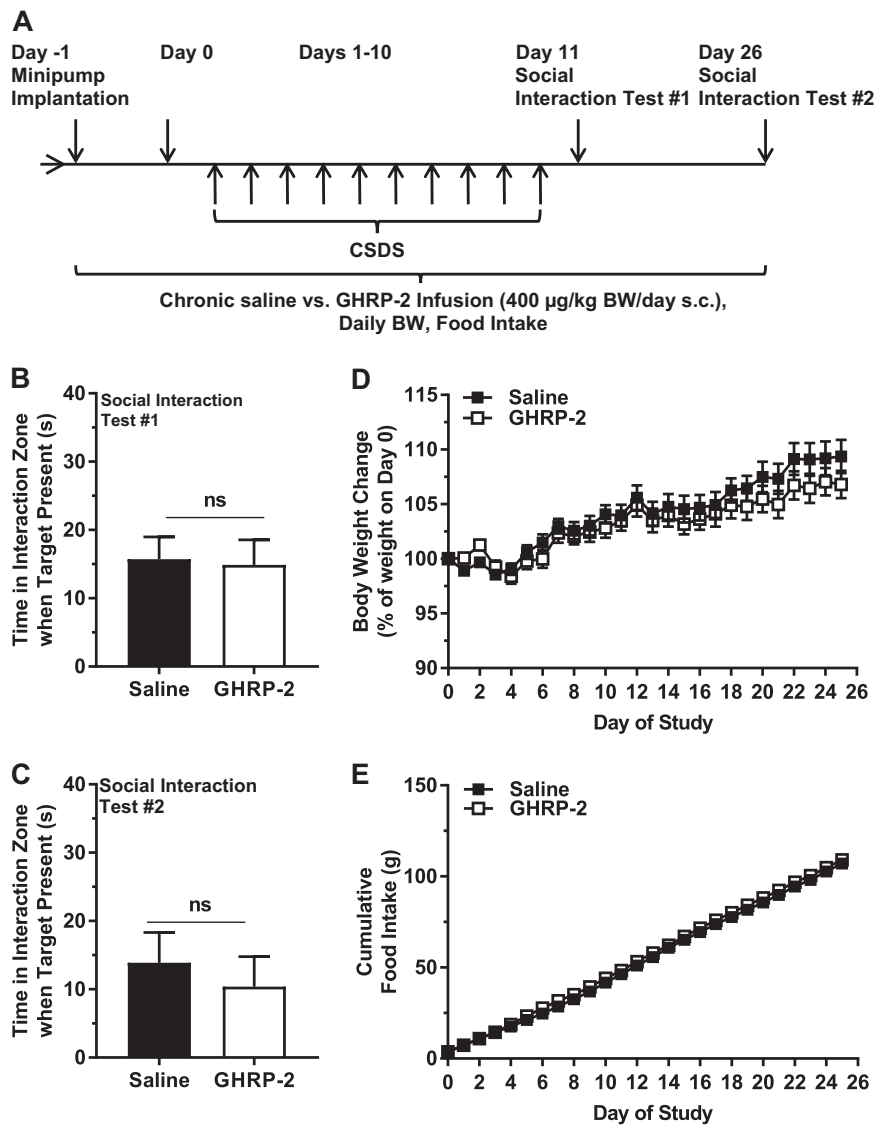 A
Day -1
Minipump
Implantation
Day 0
Days 1-10
Day 11
Social
Interaction Test #1
Day 26
Social
Interaction Test #2
CSDS
Chronic saline vs. GHRP-2 Infusion (400 µg/kg BW/day s.c.),
Daily BW, Food Intake
B
Social Interaction
Test #1
Time in Interaction Zone
when Target Present (s)
40
30
20
10
0
ns
Saline
GHRP-2
D
Saline
GHRP-2
Body Weight Change
(% of weight on Day 0)
115
110
105
100
95
90
0 2 4 6 8 10 12 14 16 18 20 22 24 26
Day of Study
C
Social Interaction
Test #2
Time in Interaction Zone
when Target Present (s)
40
30
20
10
0
ns
Saline
GHRP-2
E
Saline
GHRP-2
Cumulative
Food Intake (g)
150
100
50
0
0 2 4 6 8 10 12 14 16 18 20 22 24 26
Day of Study